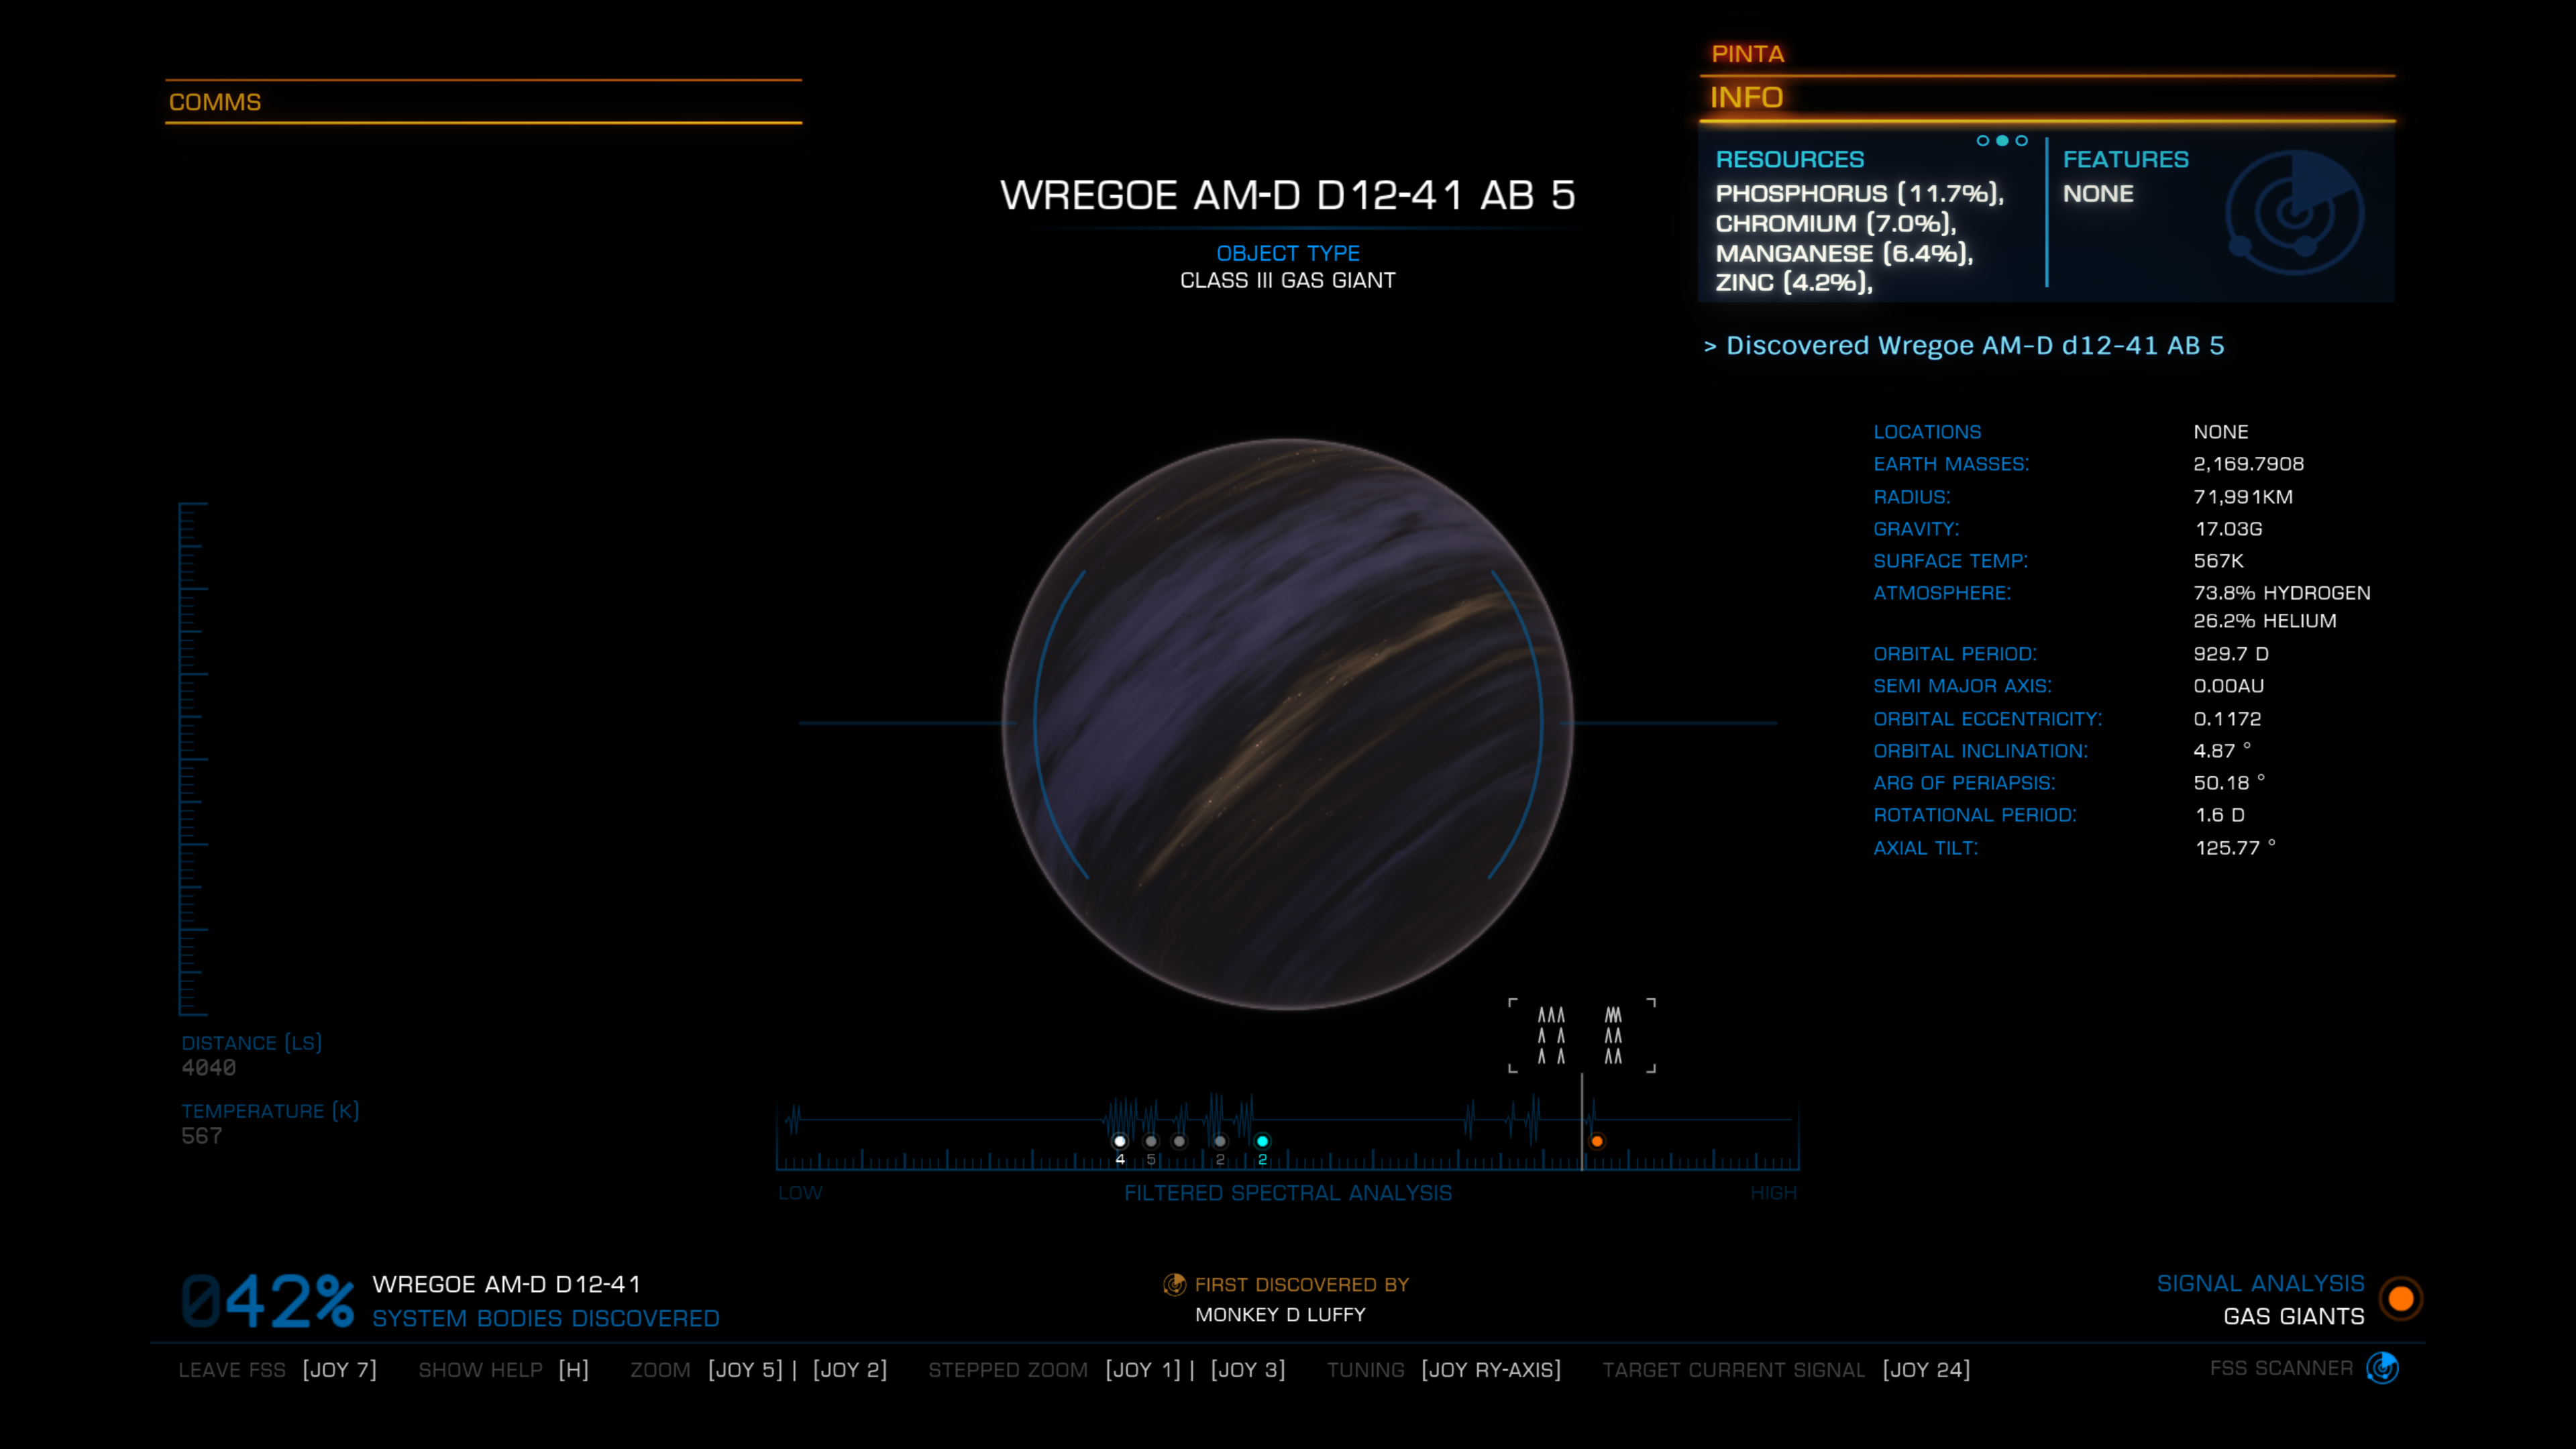 COMMS
PINTA
INFO
RESOURCES
PHOSPHORUS (11.7%),
CHROMIUM (7.0%),
MANGANESE (6.4%),
ZINC (4.2%),
FEATURES
NONE
> Discovered Wregoe AM-D d12-41 AB 5
WREGOE AM-D D12-41 AB 5
OBJECT TYPE
CLASS III GAS GIANT
LOCATIONS NONE
EARTH MASSES: 2,169.7908
RADIUS: 71,991KM
GRAVITY: 17.03G
SURFACE TEMP: 567K
ATMOSPHERE: 73.8% HYDROGEN
26.2% HELIUM
ORBITAL PERIOD: 929.7 D
SEMI MAJOR AXIS: 0.00AU
ORBITAL ECCENTRICITY: 0.1172
ORBITAL INCLINATION: 4.87 °
ARG OF PERIAPSIS: 50.18 °
ROTATIONAL PERIOD: 1.6 D
AXIAL TILT: 125.77 °
DISTANCE (LS)
4040
TEMPERATURE (K)
567
4 5 2 2
LOW FILTERED SPECTRAL ANALYSIS HIGH
042% WREGOE AM-D D12-41
SYSTEM BODIES DISCOVERED
FIRST DISCOVERED BY
MONKEY D LUFFY
SIGNAL ANALYSIS
GAS GIANTS
LEAVE FSS [JOY 7] SHOW HELP [H] ZOOM [JOY 5] | [JOY 2] STEPPED ZOOM [JOY 1] | [JOY 3] TUNING [JOY RY-AXIS] TARGET CURRENT SIGNAL [JOY 24] FSS SCANNER